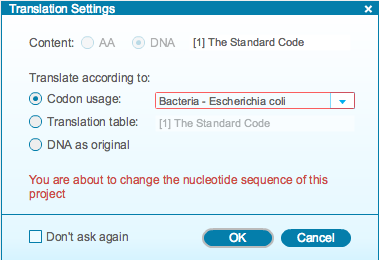 Translation Settings
Content: AA DNA [1] The Standard Code
Translate according to:
Codon usage: Bacteria - Escherichia coli
Translation table: [1] The Standard Code
DNA as original
You are about to change the nucleotide sequence of this
project
Don't ask again OK Cancel